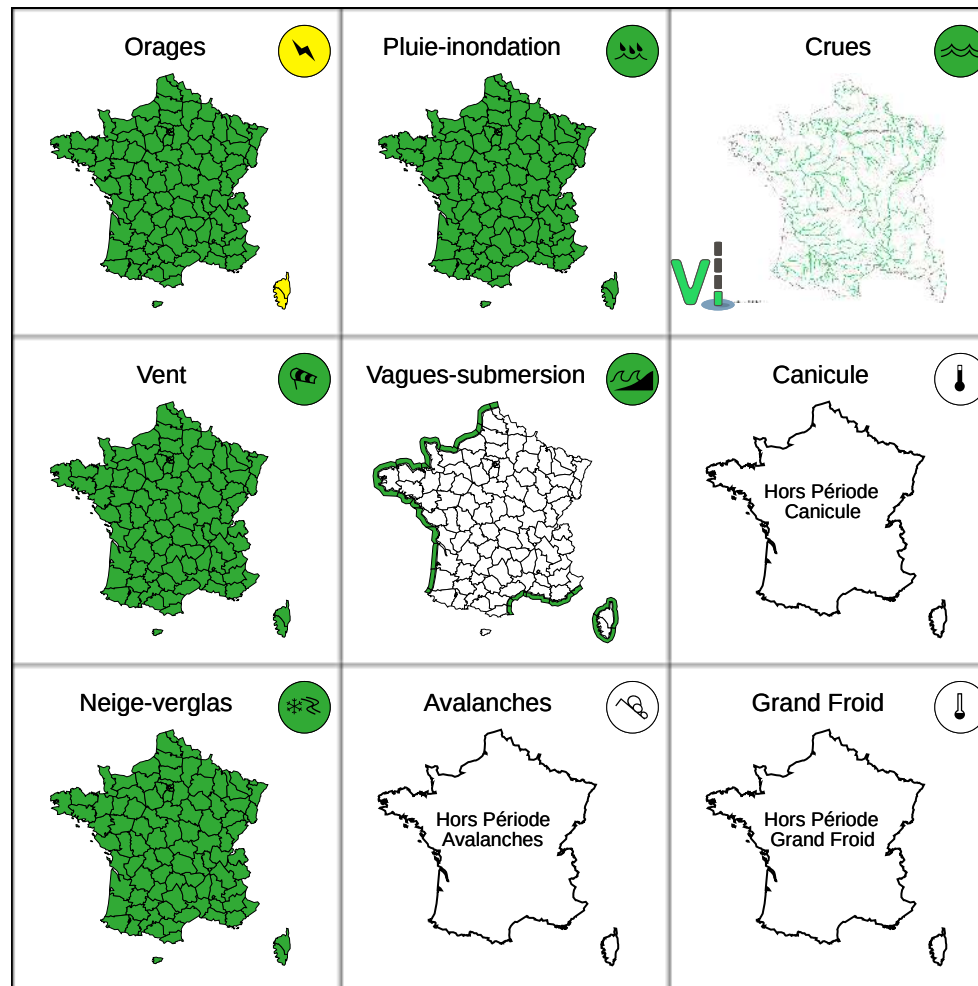 Orages
Pluie-inondation
Crues
Vent
Vagues-submersion
Canicule
Hors Période
Canicule
Neige-verglas
Avalanches
Hors Période
Avalanches
Grand Froid
Hors Période
Grand Froid